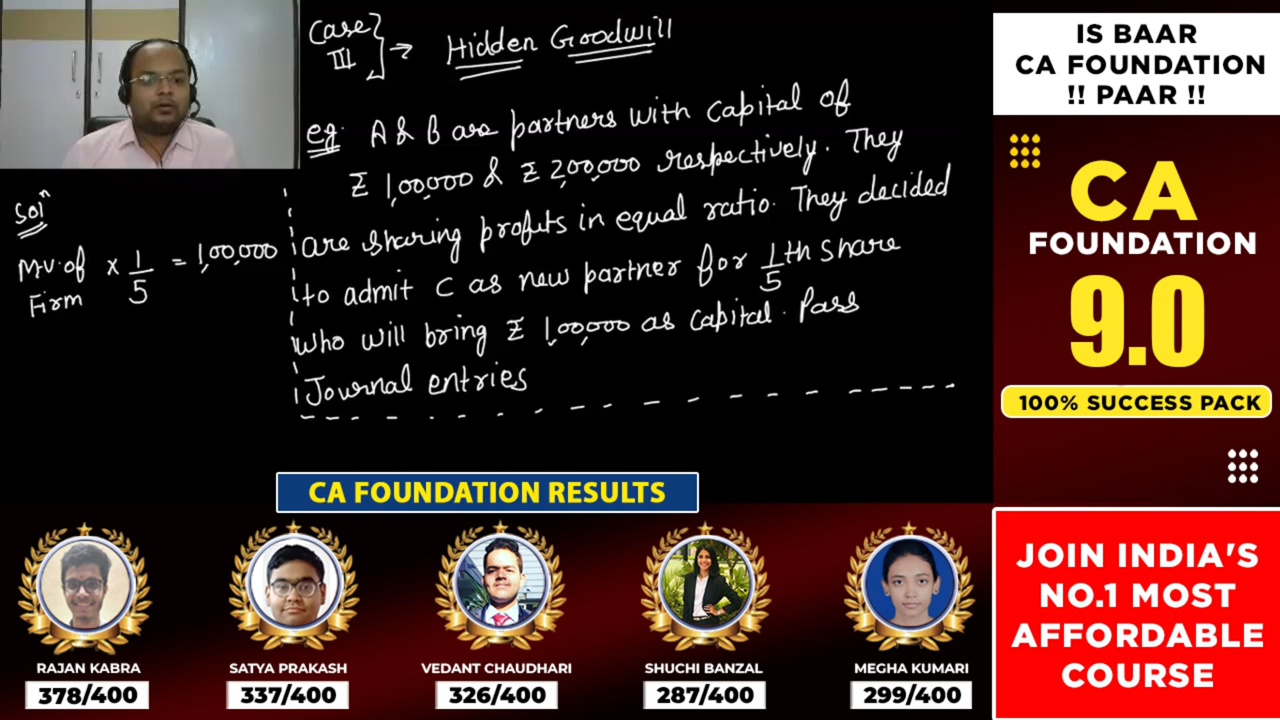 Case III } → Hidden Goodwill
eg. A & B are partners with capital of
₹ 1,00,000 & ₹ 2,00,000 respectively. They
are sharing profits in equal ratio. They decided
to admit C as new partner for 1/5 th share
who will bring ₹ 1,00,000 as capital. Pass
Journal entries
Solⁿ
M.V. of Firm × 1/5 = 1,00,000
IS BAAR
CA FOUNDATION
!! PAAR !!
CA
FOUNDATION
9.0
100% SUCCESS PACK
CA FOUNDATION RESULTS
RAJAN KABRA
378/400
SATYA PRAKASH
337/400
VEDANT CHAUDHARI
326/400
SHUCHI BANZAL
287/400
MEGHA KUMARI
299/400
JOIN INDIA'S
NO.1 MOST
AFFORDABLE
COURSE